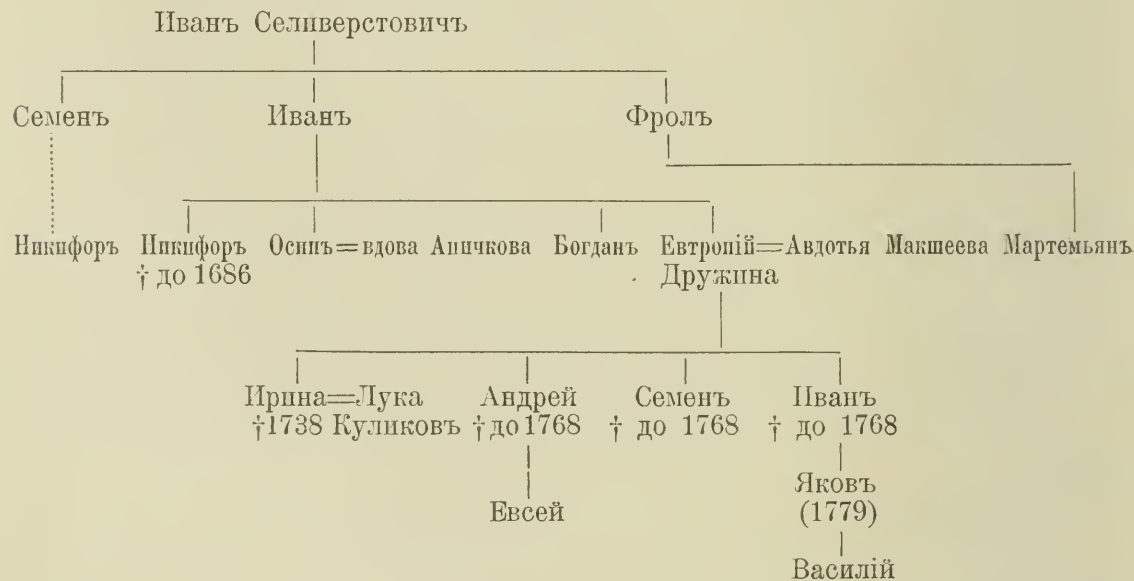 Иванъ Селиверстовичъ
Семенъ Иванъ Фролъ
Никифоръ Никифоръ Осипъ=вдова Аничкова Богданъ Евтропій=Авдотья Макшеева Мартемьянъ
† до 1686 Дружина
Ирина=Лука Андрей Семенъ Иванъ
†1738 Куликовъ † до 1768 † до 1768 † до 1768
Яковъ
Евсей (1779)
Василій